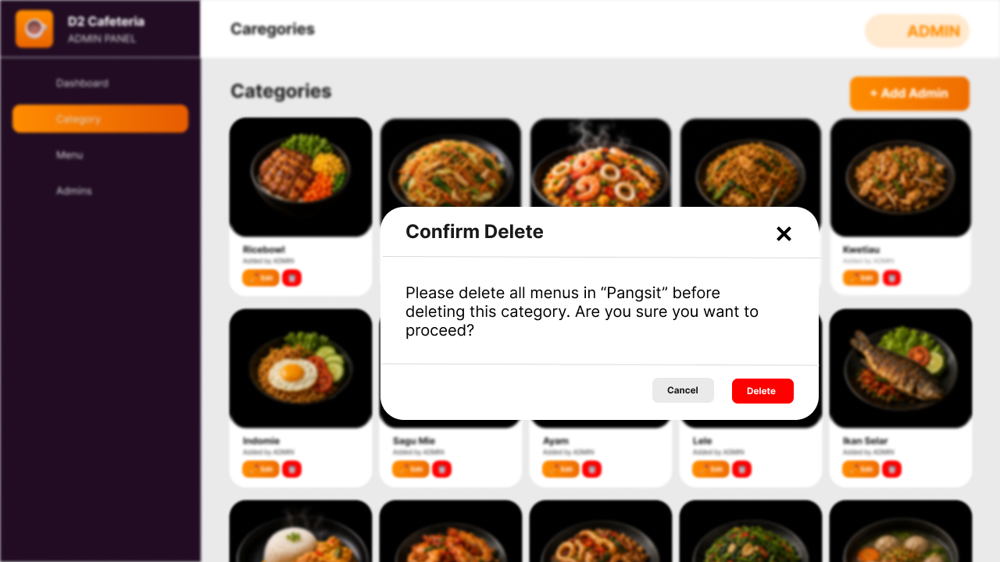 D2 Cafeteria
ADMIN PANEL
Caregories
ADMIN
Dashboard
Category
Menu
Admins
Categories
+ Add Admin
Ricebowl
Added by ADMIN
Edit
Kwetiau
Added by ADMIN
Edit
Confirm Delete
Please delete all menus in “Pangsit” before
deleting this category. Are you sure you want to
proceed?
Cancel
Delete
Indomie
Added by ADMIN
Edit
Sagu Mie
Added by ADMIN
Edit
Ayam
Added by ADMIN
Edit
Lele
Added by ADMIN
Edit
Ikan Selar
Added by ADMIN
Edit